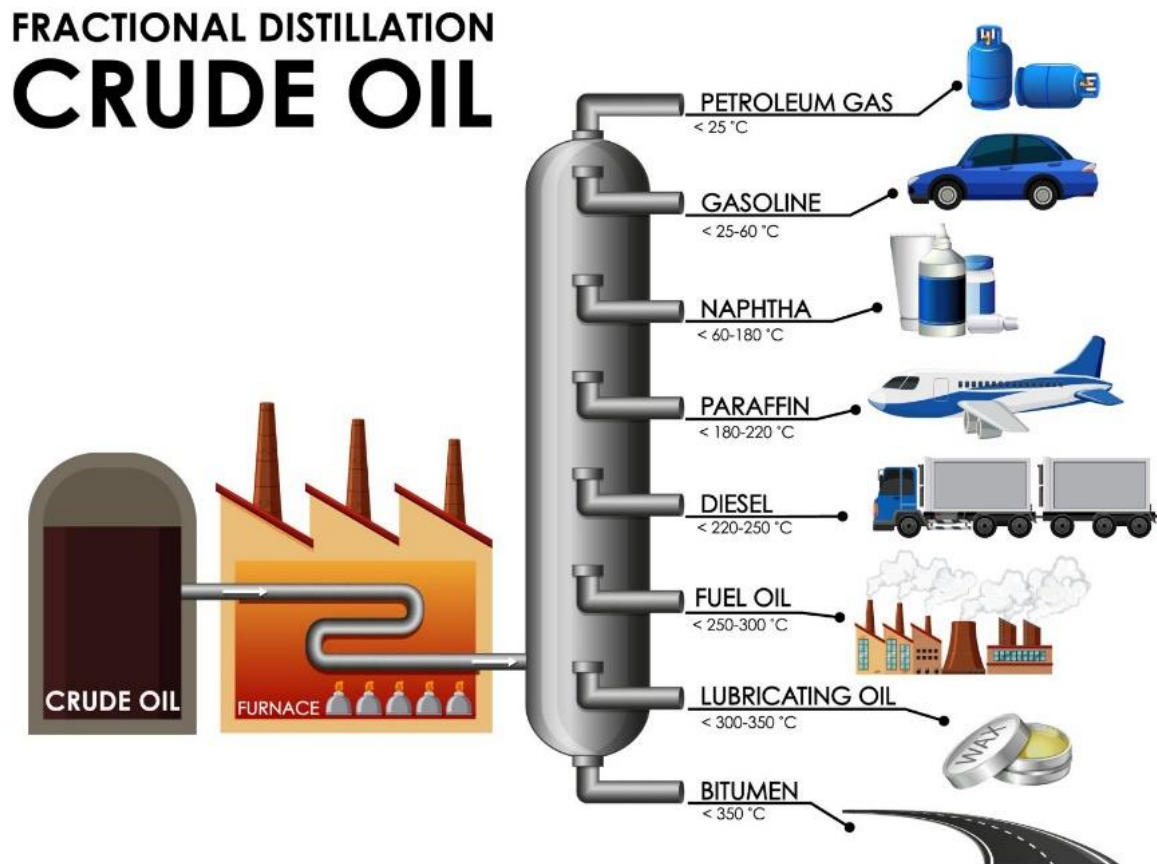 FRACTIONAL DISTILLATION
CRUDE OIL
PETROLEUM GAS
< 25 °C
GASOLINE
< 25-60 °C
NAPHTHA
< 60-180 °C
PARAFFIN
< 180-220 °C
DIESEL
< 220-250 °C
FUEL OIL
< 250-300 °C
LUBRICATING OIL
< 300-350 °C
WAX
BITUMEN
< 350 °C
CRUDE OIL
FURNACE